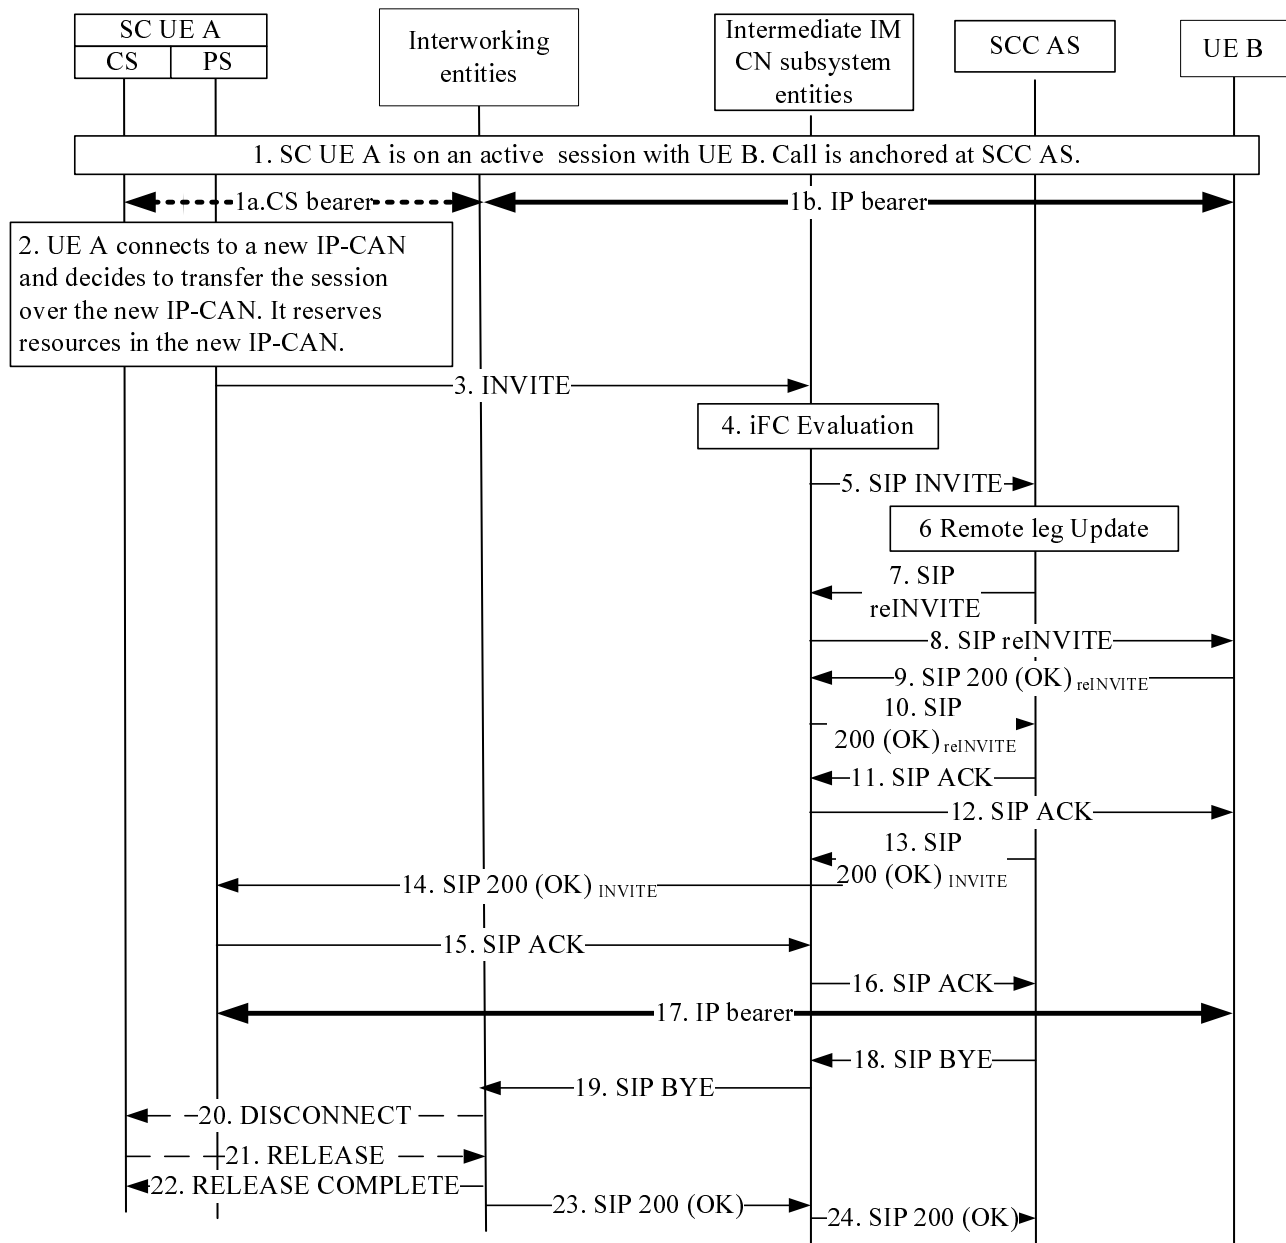 SC UE A
CS
PS
Interworking
entities
Intermediate IM
CN subsystem
entities
SCC AS
UE B
1. SC UE A is on an active session with UE B. Call is anchored at SCC AS.
1a.CS bearer
1b. IP bearer
2. UE A connects to a new IP-CAN
and decides to transfer the session
over the new IP-CAN. It reserves
resources in the new IP-CAN.
3. INVITE
4. iFC Evaluation
5. SIP INVITE
6 Remote leg Update
7. SIP
reINVITE
8. SIP reINVITE
9. SIP 200 (OK) reINVITE
10. SIP
200 (OK) reINVITE
11. SIP ACK
12. SIP ACK
13. SIP
200 (OK) INVITE
14. SIP 200 (OK) INVITE
15. SIP ACK
16. SIP ACK
17. IP bearer
18. SIP BYE
19. SIP BYE
20. DISCONNECT
21. RELEASE
22. RELEASE COMPLETE
23. SIP 200 (OK)
24. SIP 200 (OK)